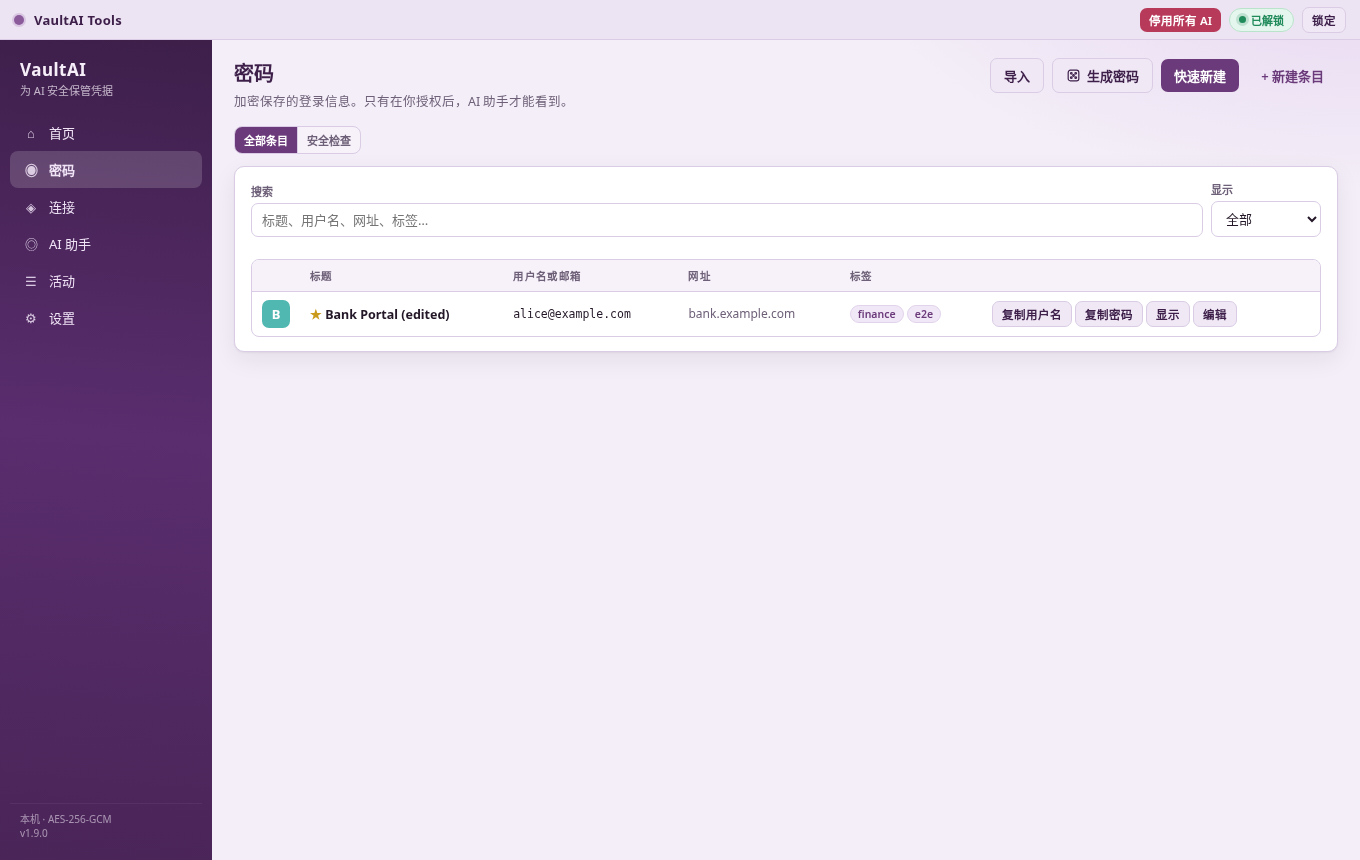 VaultAI Tools
停用所有 AI
已解锁
锁定
VaultAI
为 AI 安全保管凭据
首页
密码
连接
AI 助手
活动
设置
本机 · AES-256-GCM
v1.9.0
密码
加密保存的登录信息。只有在你授权后，AI 助手才能看到。
导入
生成密码
快速新建
+ 新建条目
全部条目
安全检查
搜索
标题、用户名、网址、标签…
显示
全部
标题 用户名或邮箱 网址 标签
B ★ Bank Portal (edited) alice@example.com bank.example.com finance e2e 复制用户名 复制密码 显示 编辑